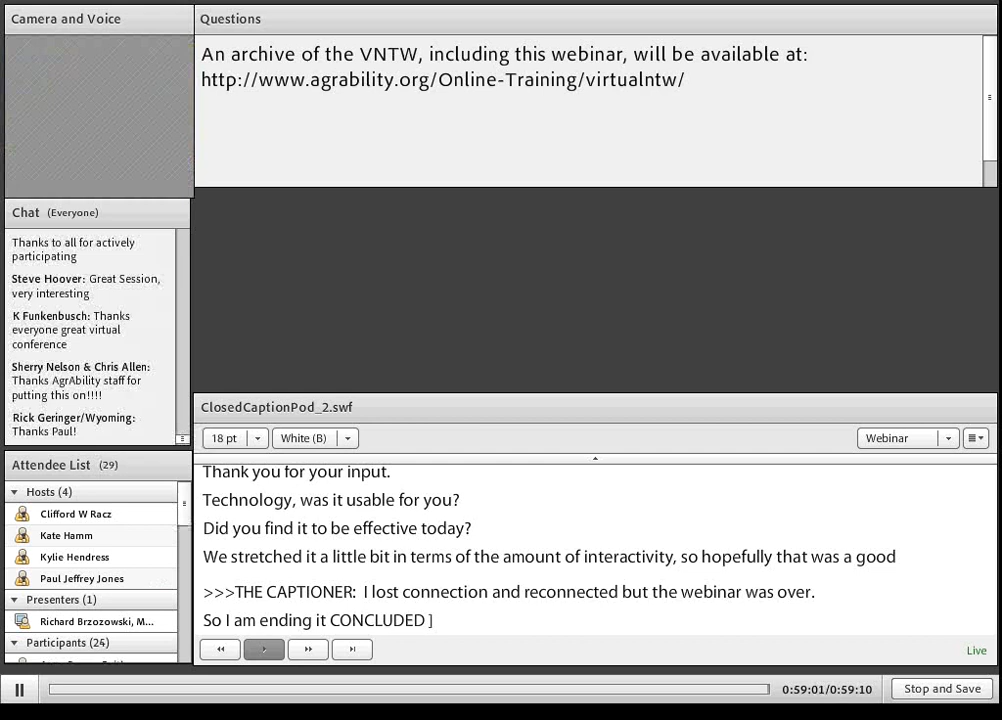 Camera and Voice
Questions
An archive of the VNTW, including this webinar, will be available at:
http://www.agrability.org/Online-Training/virtualntw/
Chat (Everyone)
Thanks to all for actively
participating
Steve Hoover: Great Session,
very interesting
K Funkenbusch: Thanks
everyone great virtual
conference
Sherry Nelson & Chris Allen:
Thanks AgrAbility staff for
putting this on!!!!
Rick Geringer/Wyoming:
Thanks Paul!
Attendee List (29)
Hosts (4)
Clifford W Racz
Kate Hamm
Kylie Hendress
Paul Jeffrey Jones
Presenters (1)
Richard Brzozowski, M...
Participants (24)
ClosedCaptionPod_2.swf
18 pt
White (B)
Webinar
Thank you for your input.
Technology, was it usable for you?
Did you find it to be effective today?
We stretched it a little bit in terms of the amount of interactivity, so hopefully that was a good
>>>THE CAPTIONER: I lost connection and reconnected but the webinar was over.
So I am ending it CONCLUDED ]
Live
0:59:01/0:59:10
Stop and Save